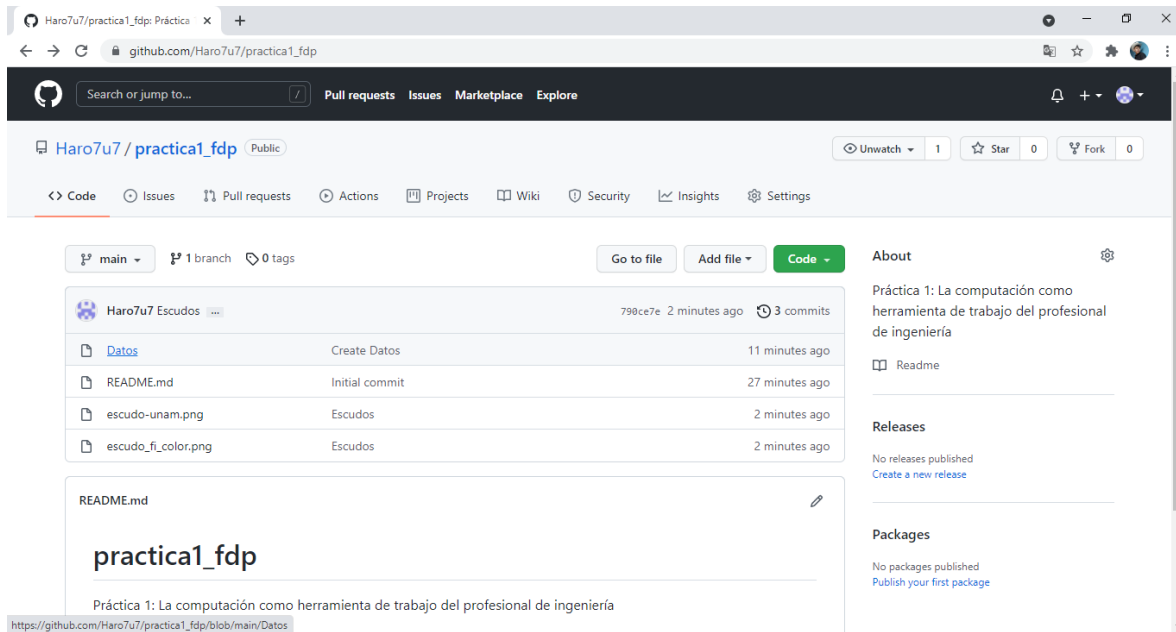 Haro7u7/practica1_fdp: Práctica
github.com/Haro7u7/practica1_fdp
Search or jump to... /
Pull requests Issues Marketplace Explore
Haro7u7 / practica1_fdp Public
Unwatch 1 Star 0 Fork 0
Code Issues Pull requests Actions Projects Wiki Security Insights Settings
main 1 branch 0 tags Go to file Add file Code
Haro7u7 Escudos ... 790ce7e 2 minutes ago 3 commits
Datos Create Datos 11 minutes ago
README.md Initial commit 27 minutes ago
escudo-unam.png Escudos 2 minutes ago
escudo_fi_color.png Escudos 2 minutes ago
README.md
practica1_fdp
Práctica 1: La computación como herramienta de trabajo del profesional de ingeniería
About
Práctica 1: La computación como
herramienta de trabajo del profesional
de ingeniería
Readme
Releases
No releases published
Create a new release
Packages
No packages published
Publish your first package
https://github.com/Haro7u7/practica1_fdp/blob/main/Datos